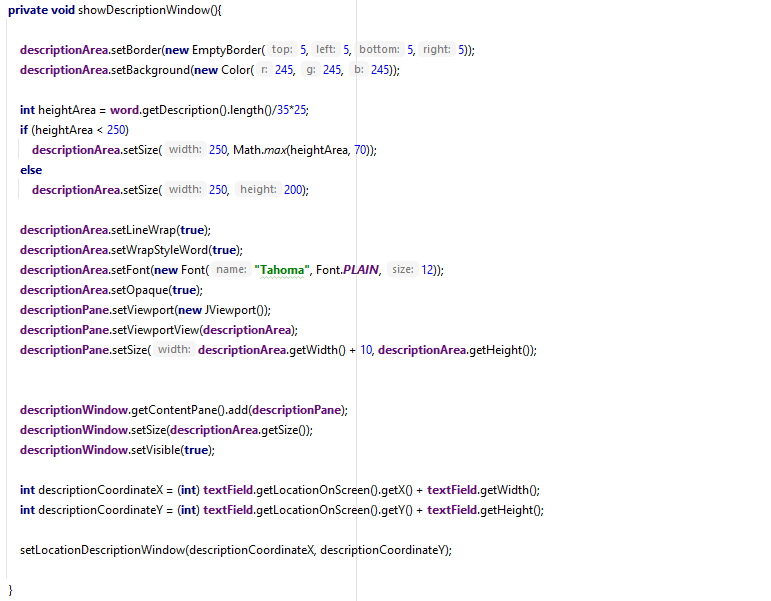 private void showDescriptionWindow(){
descriptionArea.setBorder(new EmptyBorder( top: 5, left: 5, bottom: 5, right: 5));
descriptionArea.setBackground(new Color( r: 245, g: 245, b: 245));
int heightArea = word.getDescription().length()/35*25;
if (heightArea < 250)
descriptionArea.setSize( width: 250, Math.max(heightArea, 70));
else
descriptionArea.setSize( width: 250, height: 200);
descriptionArea.setLineWrap(true);
descriptionArea.setWrapStyleWord(true);
descriptionArea.setFont(new Font( name: "Tahoma", Font.PLAIN, size: 12));
descriptionArea.setOpaque(true);
descriptionPane.setViewport(new JViewport());
descriptionPane.setViewportView(descriptionArea);
descriptionPane.setSize( width: descriptionArea.getWidth() + 10, descriptionArea.getHeight());
descriptionWindow.getContentPane().add(descriptionPane);
descriptionWindow.setSize(descriptionArea.getSize());
descriptionWindow.setVisible(true);
int descriptionCoordinateX = (int) textField.getLocationOnScreen().getX() + textField.getWidth();
int descriptionCoordinateY = (int) textField.getLocationOnScreen().getY() + textField.getHeight();
setLocationDescriptionWindow(descriptionCoordinateX, descriptionCoordinateY);
}